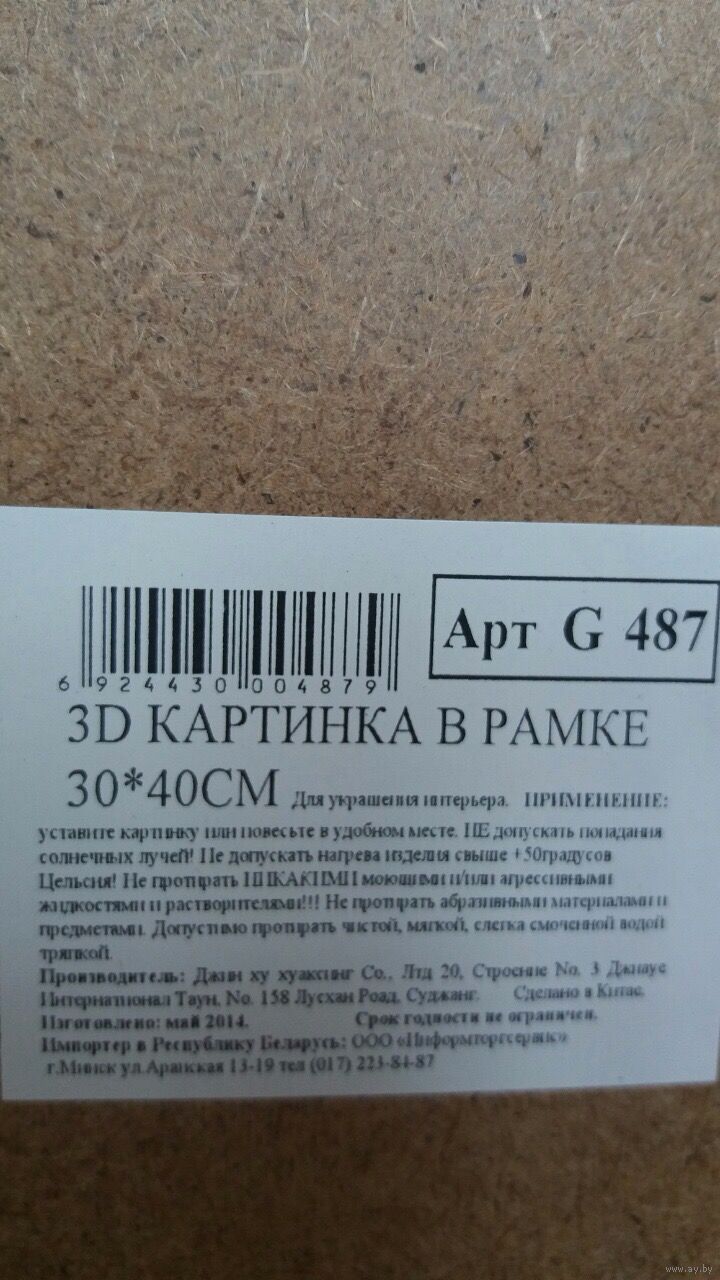 Арт G 487
6 924430 004879
3D КАРТИНКА В РАМКЕ
30*40СМ Для украшения интерьера. ПРИМЕНЕНИЕ:
уставите картинку или повесьте в удобном месте. НЕ допускать попадания
солнечных лучей! Не допускать нагрева изделия свыше +50градусов
Цельсия! Не протирать НИКАКИМИ моющими и/или агрессивными
жидкостями и растворителями!!! Не протирать абразивными материалами и
предметами. Допустимо протирать чистой, мягкой, слегка смоченной водой
тряпкой.
Производитель: Джин ху хуаксинг Со., Лтд 20, Строение No. 3 Джиаус
Интернатионал Таун, No. 158 Лусхан Роад, Суджанг. Сделано в Китае.
Изготовлено: май 2014. Срок годности не ограничен.
Импортер в Республику Беларусь: ООО «Информторгсервис»
г.Минск ул.Аранская 13-19 тел (017) 223-84-87
www.ay.by